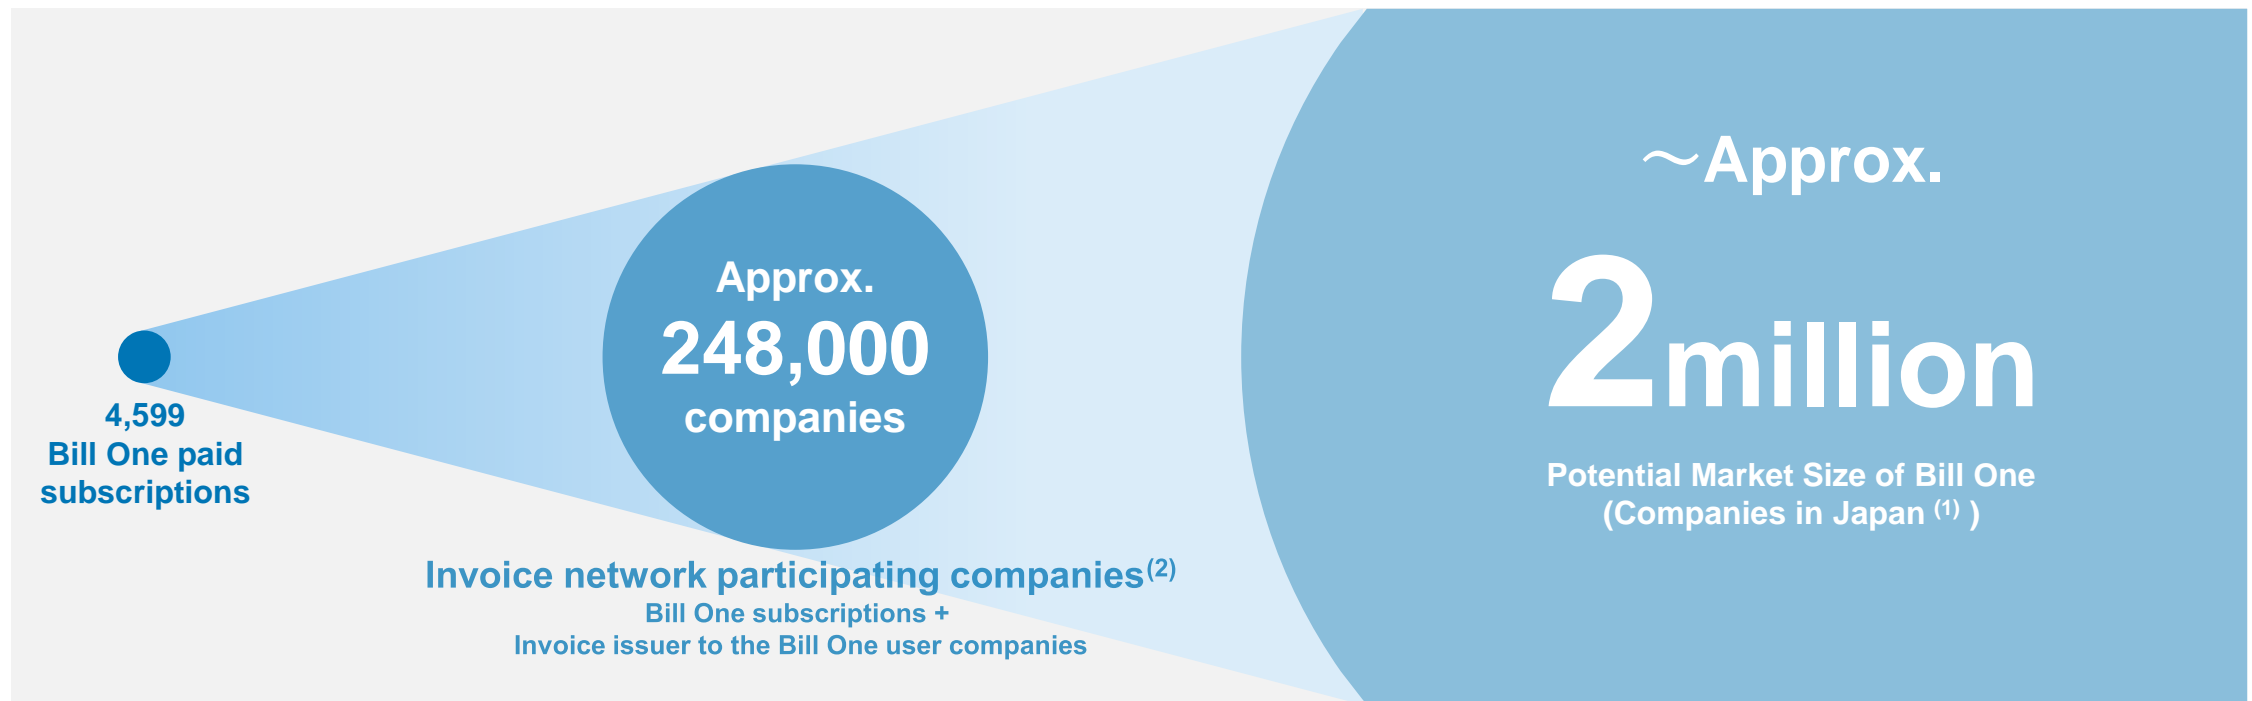 4,599
Bill One paid
subscriptions
Approx.
248,000
companies
Invoice network participating companies(2)
Bill One subscriptions +
Invoice issuer to the Bill One user companies
～Approx.
2million
Potential Market Size of Bill One
(Companies in Japan (1) )